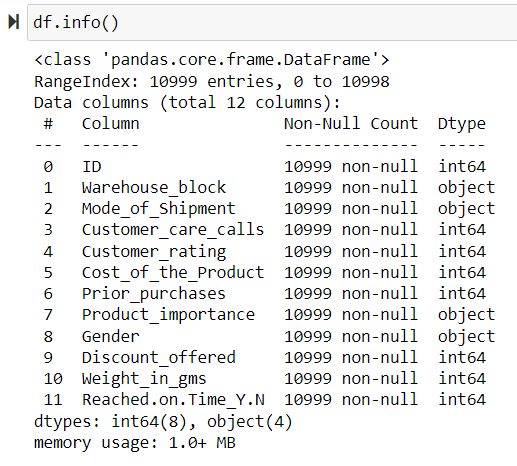 df.info()
<class 'pandas.core.frame.DataFrame'>
RangeIndex: 10999 entries, 0 to 10998
Data columns (total 12 columns):
 #   Column               Non-Null Count  Dtype
---  ------               --------------  -----
 0   ID                   10999 non-null  int64
 1   Warehouse_block      10999 non-null  object
 2   Mode_of_Shipment     10999 non-null  object
 3   Customer_care_calls  10999 non-null  int64
 4   Customer_rating      10999 non-null  int64
 5   Cost_of_the_Product  10999 non-null  int64
 6   Prior_purchases      10999 non-null  int64
 7   Product_importance   10999 non-null  object
 8   Gender               10999 non-null  object
 9   Discount_offered     10999 non-null  int64
 10  Weight_in_gms        10999 non-null  int64
 11  Reached.on.Time_Y.N  10999 non-null  int64
dtypes: int64(8), object(4)
memory usage: 1.0+ MB